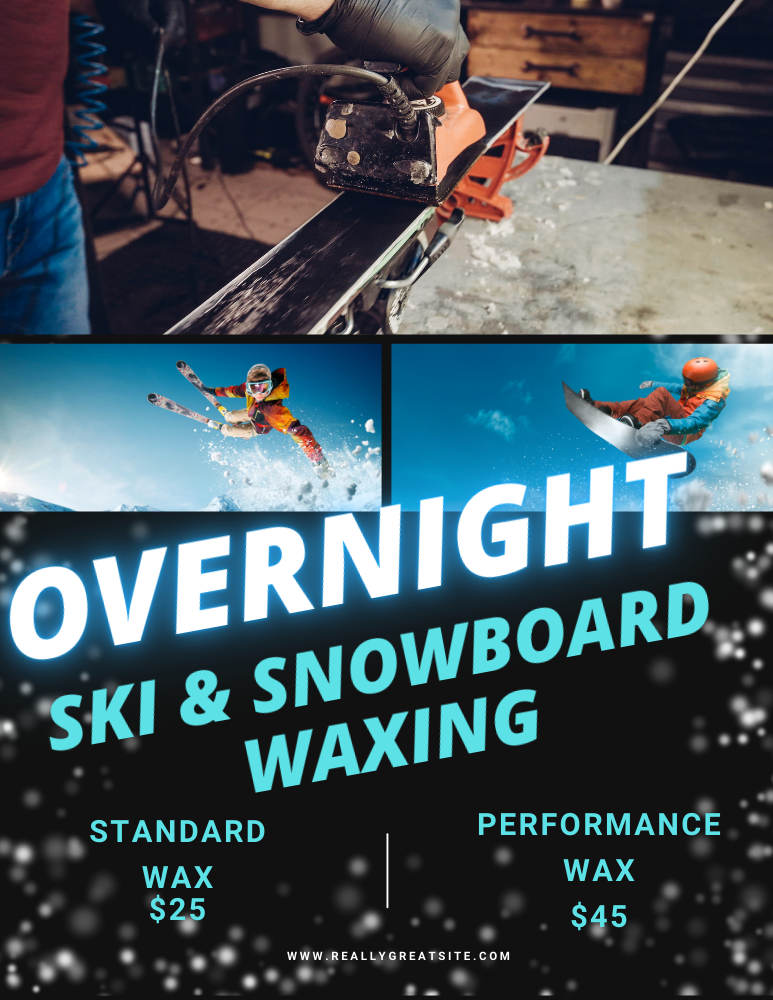 OVERNIGHT
SKI & SNOWBOARD
WAXING
STANDARD
WAX
$25
PERFORMANCE
WAX
$45
WWW.REALLYGREATSITE.COM